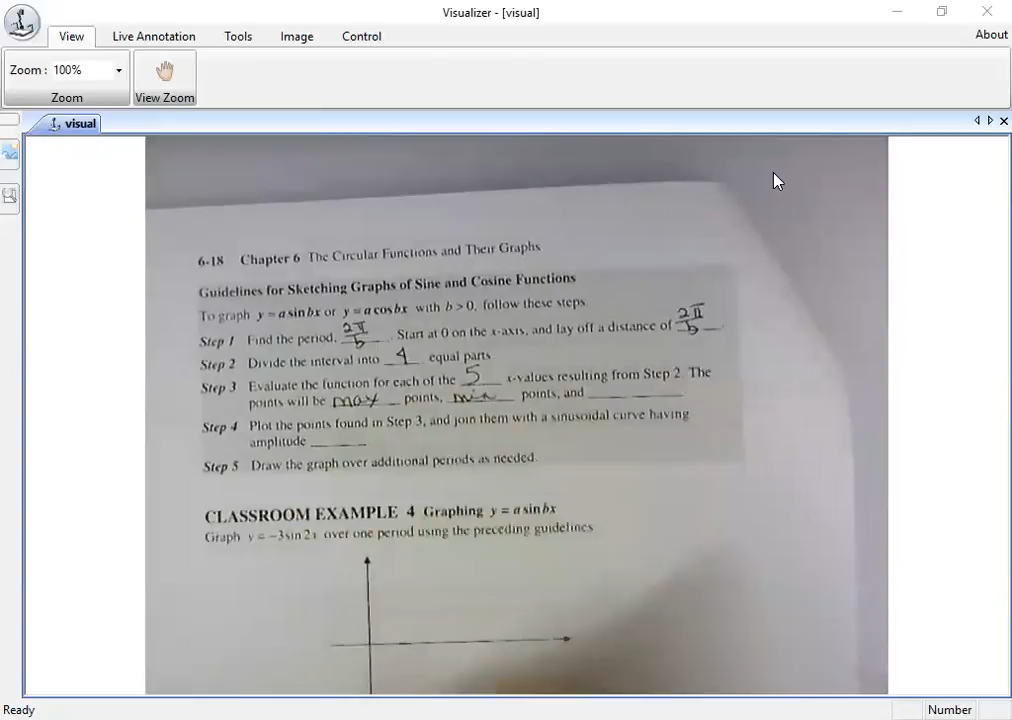 Visualizer - [visual]
View Live Annotation Tools Image Control About
Zoom : 100%
Zoom View Zoom
visual
6-18 Chapter 6 The Circular Functions and Their Graphs
Guidelines for Sketching Graphs of Sine and Cosine Functions
To graph y = a sin bx or y = a cos bx with b > 0, follow these steps.
Step 1 Find the period, 2π/b. Start at 0 on the x-axis, and lay off a distance of 2π/b.
Step 2 Divide the interval into 4 equal parts.
Step 3 Evaluate the function for each of the 5 x-values resulting from Step 2. The
points will be max points, min points, and ________
Step 4 Plot the points found in Step 3, and join them with a sinusoidal curve having
amplitude ________
Step 5 Draw the graph over additional periods as needed.
CLASSROOM EXAMPLE 4 Graphing y = a sin bx
Graph y = -3 sin 2x over one period using the preceding guidelines.
Ready Number